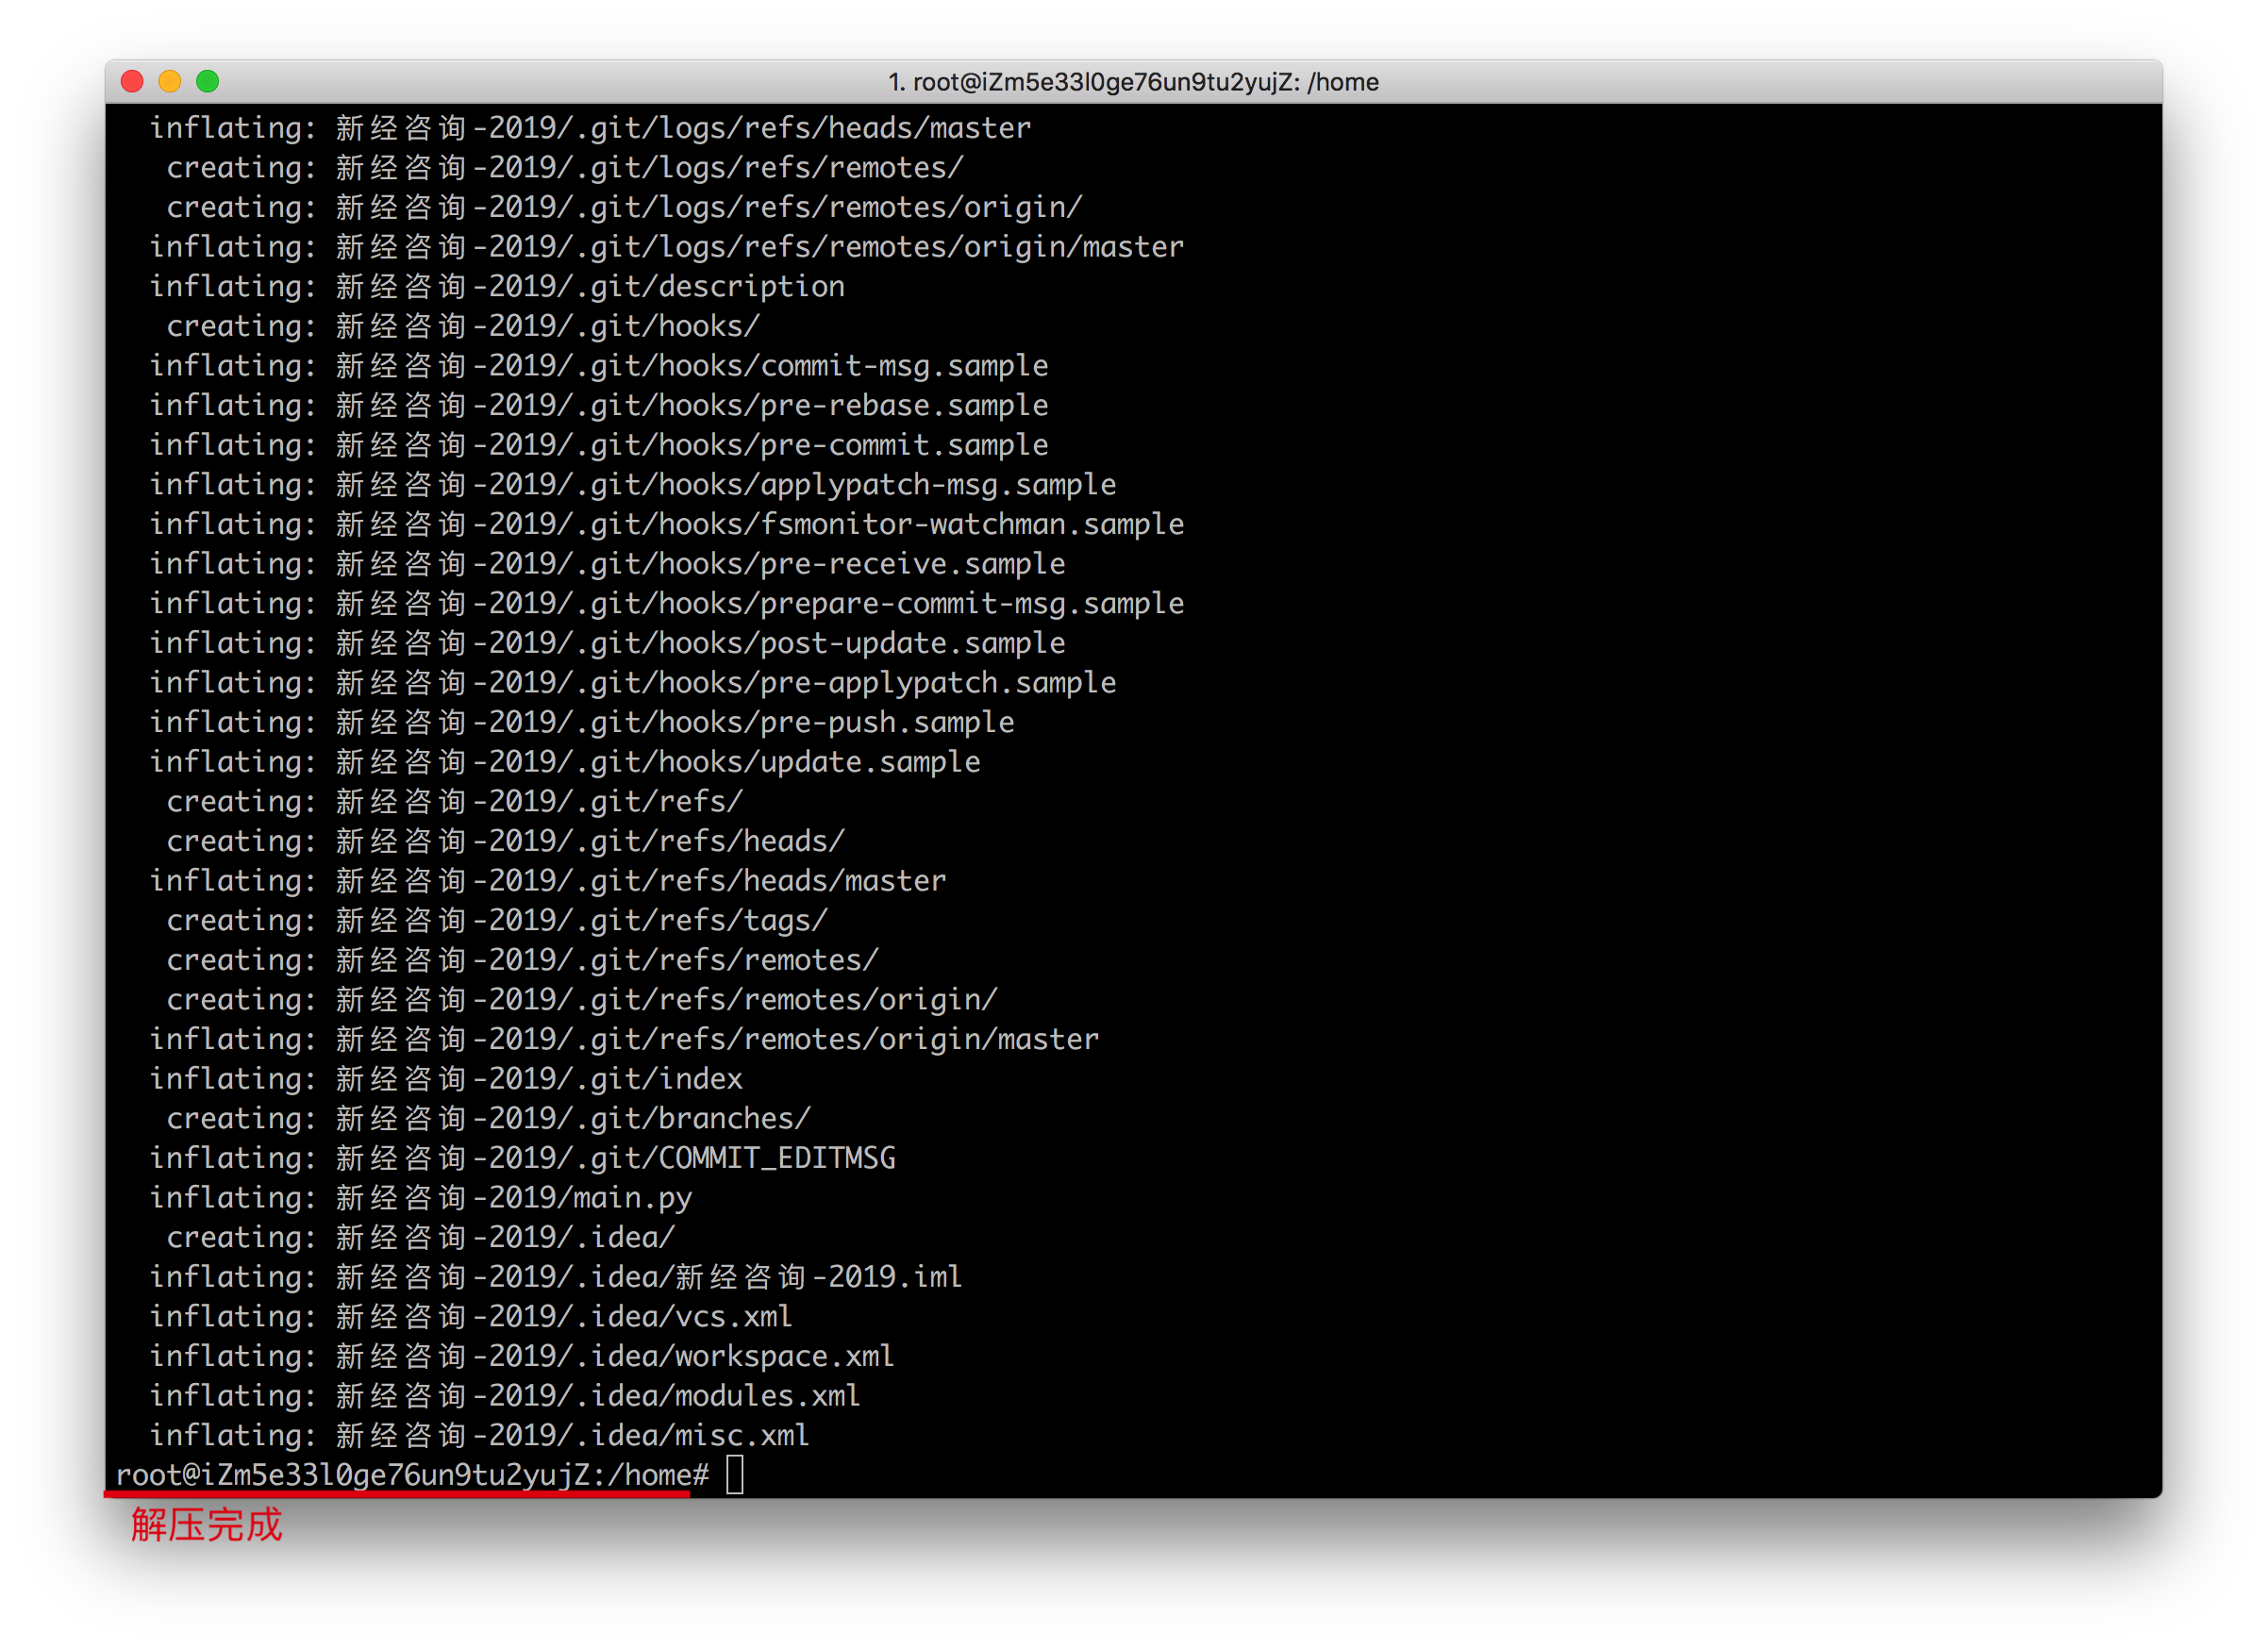 1. root@iZm5e33l0ge76un9tu2yujZ: /home
inflating: 新经咨询-2019/.git/logs/refs/heads/master
creating: 新经咨询-2019/.git/logs/refs/remotes/
creating: 新经咨询-2019/.git/logs/refs/remotes/origin/
inflating: 新经咨询-2019/.git/logs/refs/remotes/origin/master
inflating: 新经咨询-2019/.git/description
creating: 新经咨询-2019/.git/hooks/
inflating: 新经咨询-2019/.git/hooks/commit-msg.sample
inflating: 新经咨询-2019/.git/hooks/pre-rebase.sample
inflating: 新经咨询-2019/.git/hooks/pre-commit.sample
inflating: 新经咨询-2019/.git/hooks/applypatch-msg.sample
inflating: 新经咨询-2019/.git/hooks/fsmonitor-watchman.sample
inflating: 新经咨询-2019/.git/hooks/pre-receive.sample
inflating: 新经咨询-2019/.git/hooks/prepare-commit-msg.sample
inflating: 新经咨询-2019/.git/hooks/post-update.sample
inflating: 新经咨询-2019/.git/hooks/pre-applypatch.sample
inflating: 新经咨询-2019/.git/hooks/pre-push.sample
inflating: 新经咨询-2019/.git/hooks/update.sample
creating: 新经咨询-2019/.git/refs/
creating: 新经咨询-2019/.git/refs/heads/
inflating: 新经咨询-2019/.git/refs/heads/master
creating: 新经咨询-2019/.git/refs/tags/
creating: 新经咨询-2019/.git/refs/remotes/
creating: 新经咨询-2019/.git/refs/remotes/origin/
inflating: 新经咨询-2019/.git/refs/remotes/origin/master
inflating: 新经咨询-2019/.git/index
creating: 新经咨询-2019/.git/branches/
inflating: 新经咨询-2019/.git/COMMIT_EDITMSG
inflating: 新经咨询-2019/main.py
creating: 新经咨询-2019/.idea/
inflating: 新经咨询-2019/.idea/新经咨询-2019.iml
inflating: 新经咨询-2019/.idea/vcs.xml
inflating: 新经咨询-2019/.idea/workspace.xml
inflating: 新经咨询-2019/.idea/modules.xml
inflating: 新经咨询-2019/.idea/misc.xml
root@iZm5e33l0ge76un9tu2yujZ:/home#
解压完成